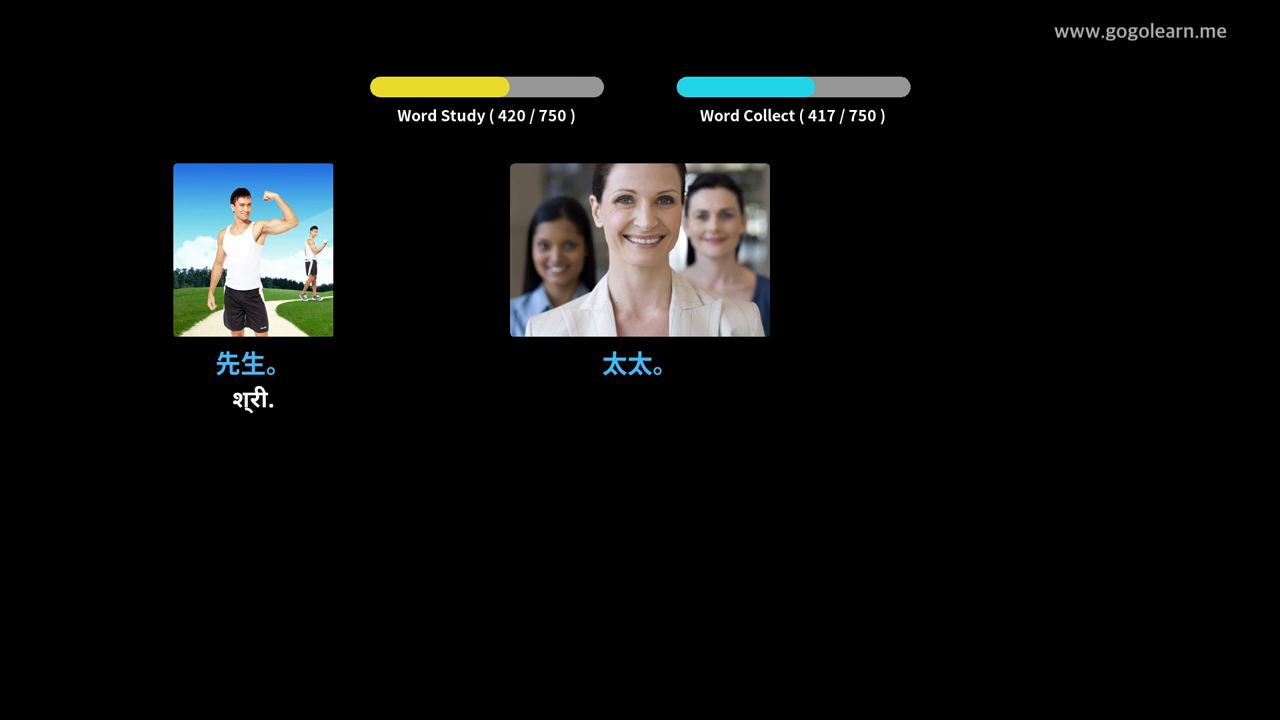 www.gogolearn.me
Word Study ( 420 / 750 )
Word Collect ( 417 / 750 )
先生。
太太。
श्री.